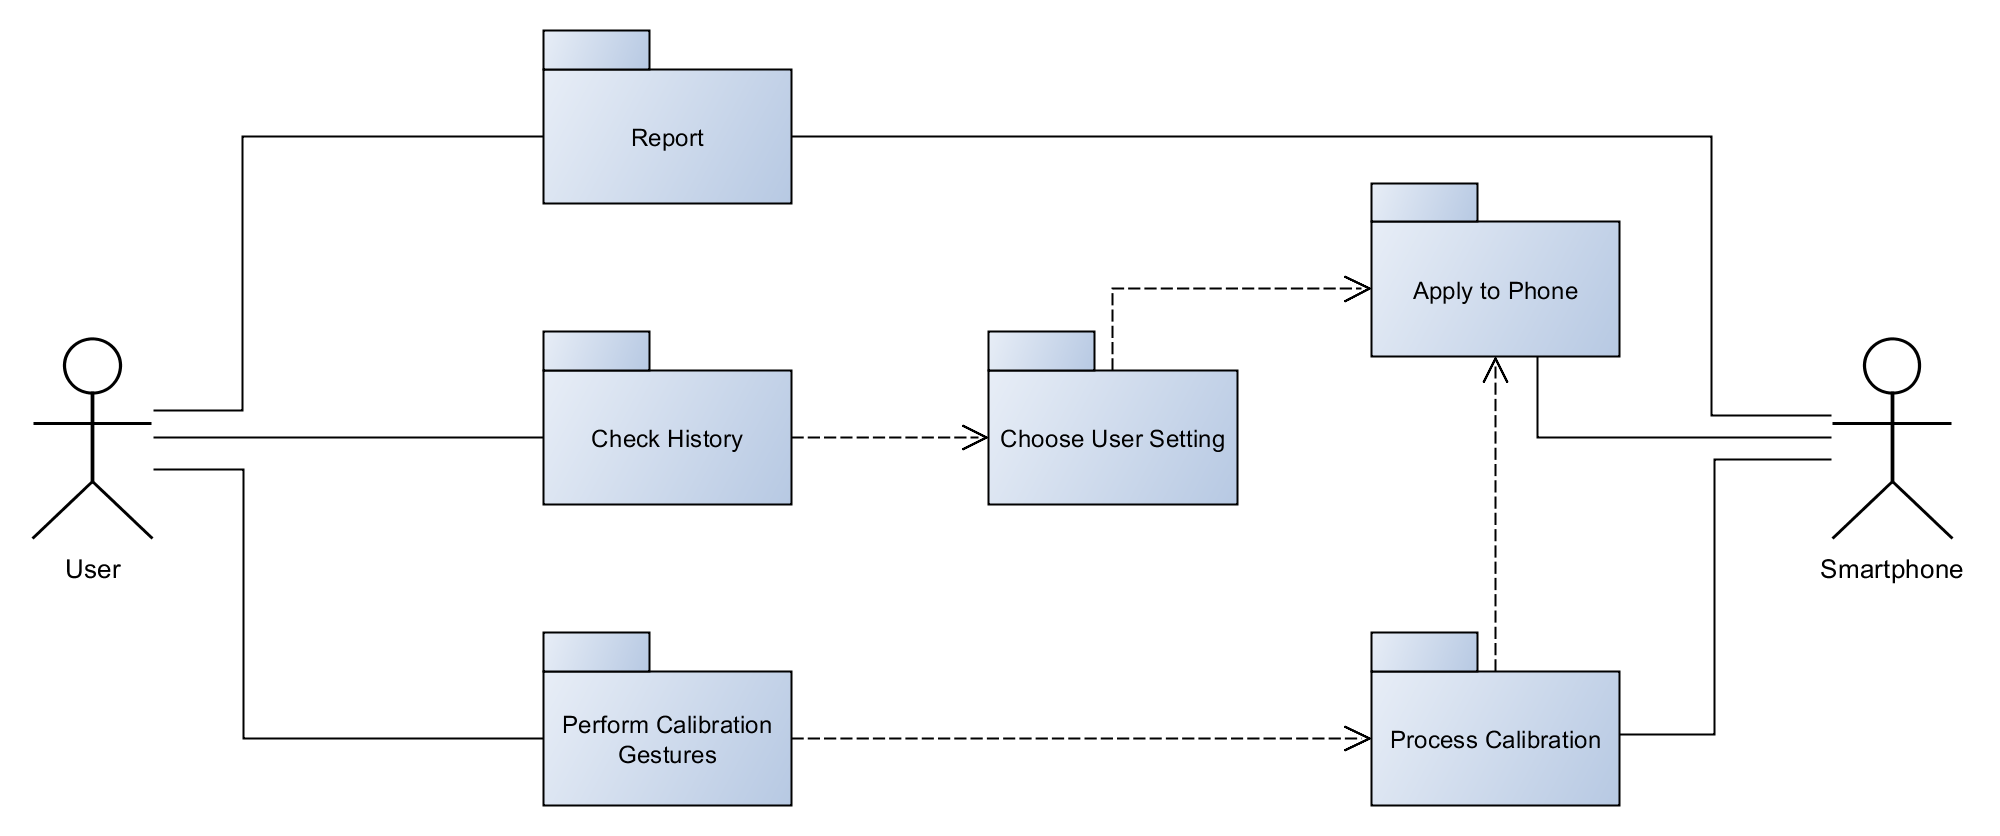 Report
Apply to Phone
Check History
Choose User Setting
User
Smartphone
Perform Calibration
Gestures
Process Calibration